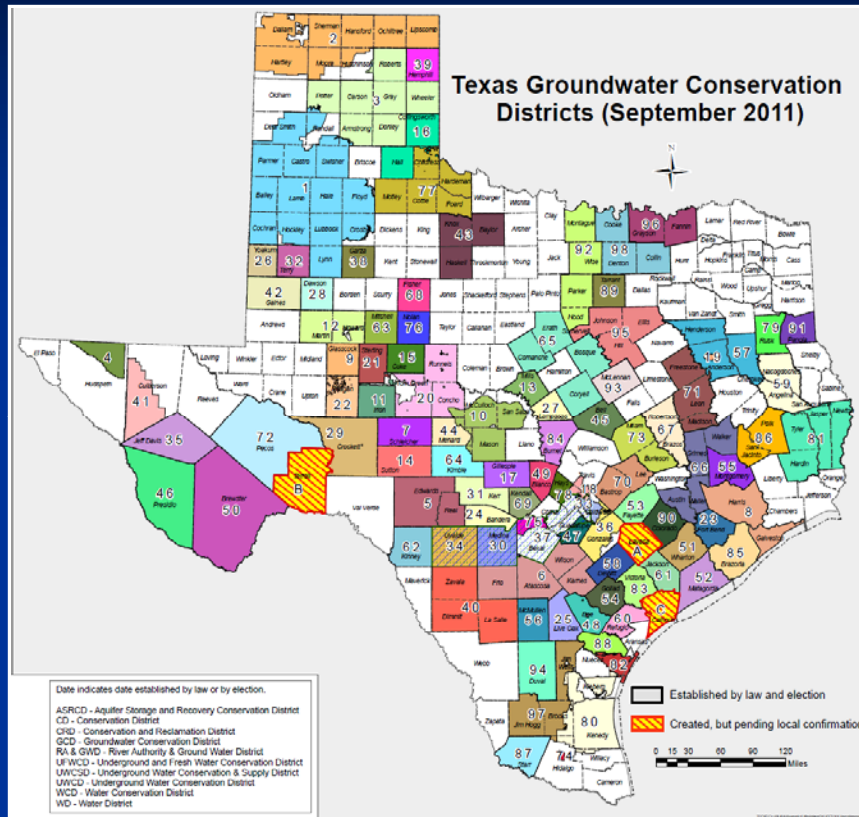 Texas Groundwater Conservation
Districts (September 2011)
N
Dallam Sherman Hansford Ochiltree Lipscomb
2
Hartley Moore Hutchinson Roberts 39 Hemphill
Oldham Potter Carson Gray Wheeler
3
Deaf Smith Randall Armstrong Donley Collingsworth
16
Parmer Castro Swisher Briscoe Hall Childress
1 77
Bailey Lamb Hale Floyd Motley Cottle Foard Hardeman Wilbarger Wichita
Cochran Hockley Lubbock Crosby Dickens King Knox Baylor Archer Clay Montague Cooke Grayson Fannin Lamar Red River Bowie
43 92 98 96
Yoakum Terry Lynn Garza Kent Stonewall Haskell Throckmorton Young Jack Wise Denton Collin Hunt
26 32 38
Gaines Dawson Borden Scurry Fisher Jones Shackelford Stephens Palo Pinto Parker Tarrant Dallas Rockwell
42 28 68 89
Andrews Martin Howard Mitchell Nolan Taylor Callahan Eastland Erath Hood Somervell Johnson Ellis
12 63 76 65 95
El Paso 4 Hudspeth Culberson Loving Winkler Ector Midland Glasscock Sterling Coke Runnels Coleman Brown Comanche
41 9 21 15 13
Reeves Ward Crane Upton 22 11 Irion 20 Concho
Henderson 19 Anderson 57 79 Rusk 91 Panola
Jeff Davis 35 72 Pecos 29 Crockett* 7 Schleicher 44 Menard 10 Mason San Saba Llano 27
Hamilton Bosque Hill Navarro 93 McLennan Limestone Freestone 71 Leon Madison
Coryell Falls 45 Bell 73 Milam Burleson Robertson 67 Brazos
Houston Trinity Angelina 59 Nacogdoches Shelby Sabine
46 Presidio 50 Brewster B Val Verde 14 Sutton 64 Kimble 17 Gillespie 84 Burnet Williamson
49 Blanco Travis 70 Bastrop Lee Washington Grimes Walker 66 55 Montgomery 86 Polk San Jacinto 81 Tyler Jasper Newton Hardin Liberty Orange Jefferson Chambers
5 Edwards Real 31 Kerr 24 Bandera 69 78 18 53 Fayette Austin Waller 8 Harris Galveston
62 Kinney 34 Uvalde 30 Medina 37 Bexar 75 47 36 Gonzales A 90 Colorado 51 Wharton 23 Fort Bend 85 Brazoria
Maverick Zavala Frio 6 Atascosa Wilson Karnes 58 Victoria 83 61 Jackson 52 Matagorda
40 Dimmit La Salle 56 McMullen 25 Live Oak 48 54 60 Refugio C
Webb 94 Duval 88 Nueces 82
Zapata 97 Jim Hogg Brooks 80 Kenedy
87 Starr 74 Hidalgo Willacy Cameron
Established by law and election
Created, but pending local confirmation
0 15 30 60 90 120
Miles
Date indicates date established by law or by election.
ASRCD - Aquifer Storage and Recovery Conservation District
CD - Conservation District
CRD - Conservation and Reclamation District
GCD - Groundwater Conservation District
RA & GWD - River Authority & Ground Water District
UFWCD - Underground and Fresh Water Conservation District
UWCSD - Underground Water Conservation & Supply District
UWCD - Underground Water Conservation District
WCD - Water Conservation District
WD - Water District